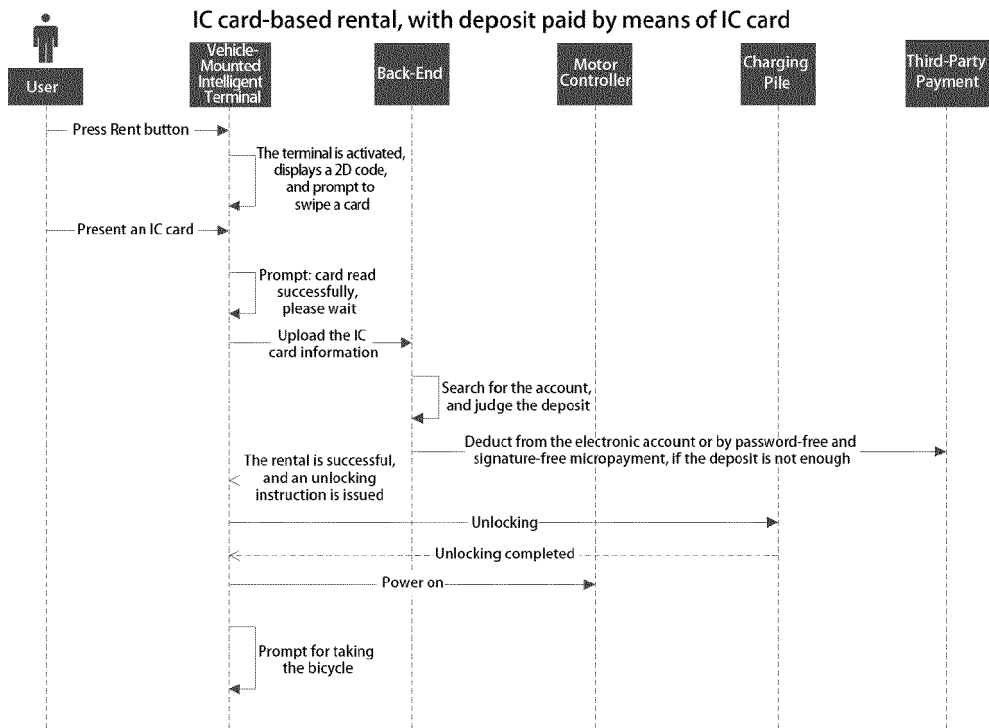 IC card-based rental, with deposit paid by means of IC card
User
Vehicle-
Mounted
Intelligent
Terminal
Back-End
Motor
Controller
Charging
Pile
Third-Party
Payment
Press Rent button
The terminal is activated,
displays a 2D code,
and prompt to
swipe a card
Present an IC card
Prompt: card read
successfully,
please wait
Upload the IC
card information
Search for the account,
and judge the deposit
Deduct from the electronic account or by password-free and
signature-free micropayment, if the deposit is not enough
The rental is successful,
and an unlocking
instruction is issued
Unlocking
Unlocking completed
Power on
Prompt for taking
the bicycle